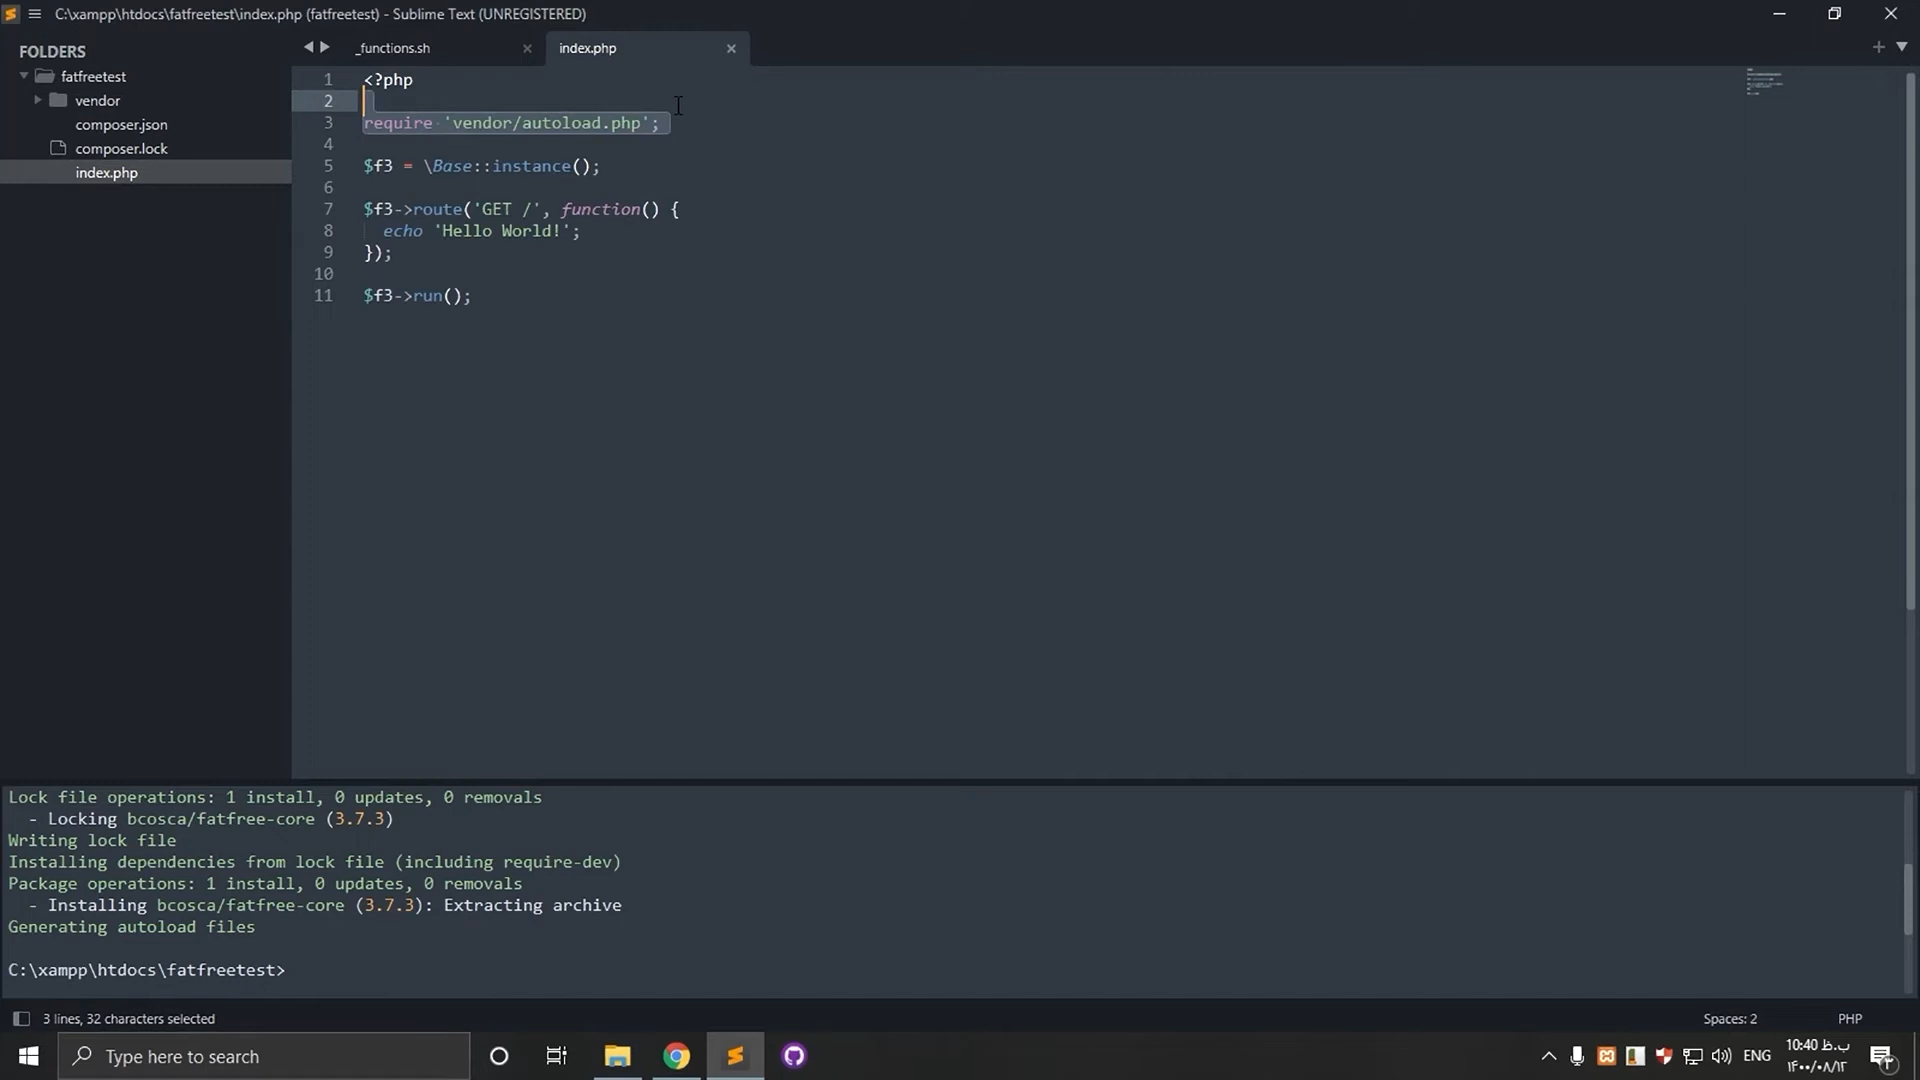 C:\xampp\htdocs\fatfreetest\index.php (fatfreetest) - Sublime Text (UNREGISTERED)
FOLDERS
fatfreetest
vendor
composer.json
composer.lock
index.php
_functions.sh
index.php
1 <?php
2
3 require 'vendor/autoload.php';
4
5 $f3 = \Base::instance();
6
7 $f3->route('GET /', function() {
8 echo 'Hello World!';
9 });
10
11 $f3->run();
Lock file operations: 1 install, 0 updates, 0 removals
- Locking bcosca/fatfree-core (3.7.3)
Writing lock file
Installing dependencies from lock file (including require-dev)
Package operations: 1 install, 0 updates, 0 removals
- Installing bcosca/fatfree-core (3.7.3): Extracting archive
Generating autoload files
C:\xampp\htdocs\fatfreetest>
3 lines, 32 characters selected
Spaces: 2
PHP
Type here to search
ENG
10:40 ب.ظ
۱۴۰۰/۰۸/۱۲